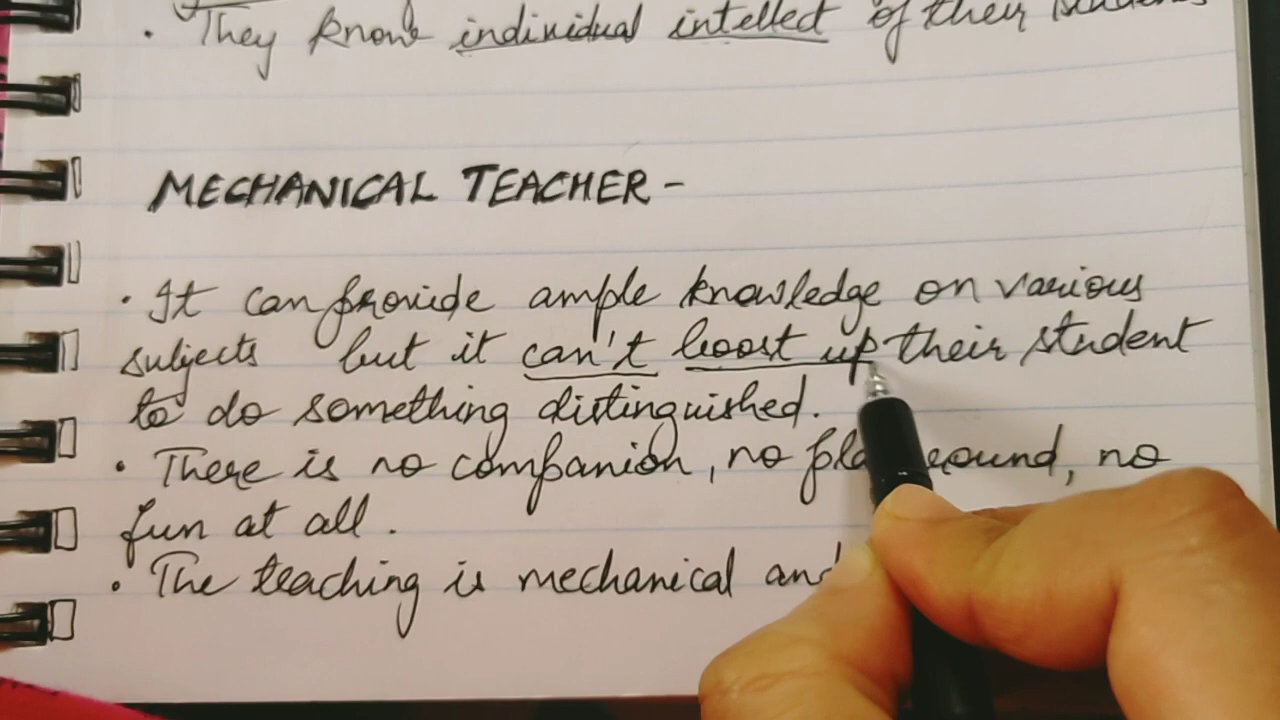 • They know individual intellect of their students
MECHANICAL TEACHER -
• It can provide ample knowledge on various
subjects but it can't boost up their student
to do something distinguished.
• There is no companion, no no
fun at all.
• The teaching is mechanical and